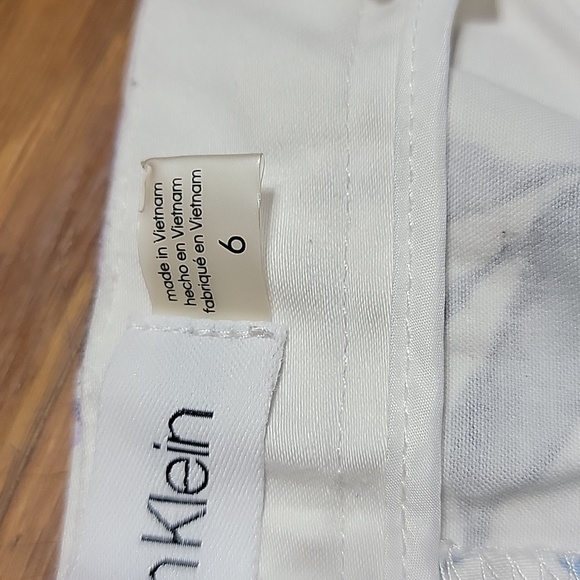 made in Vietnam
hecho en Vietnam
fabriqué en Vietnam
6
n Klein